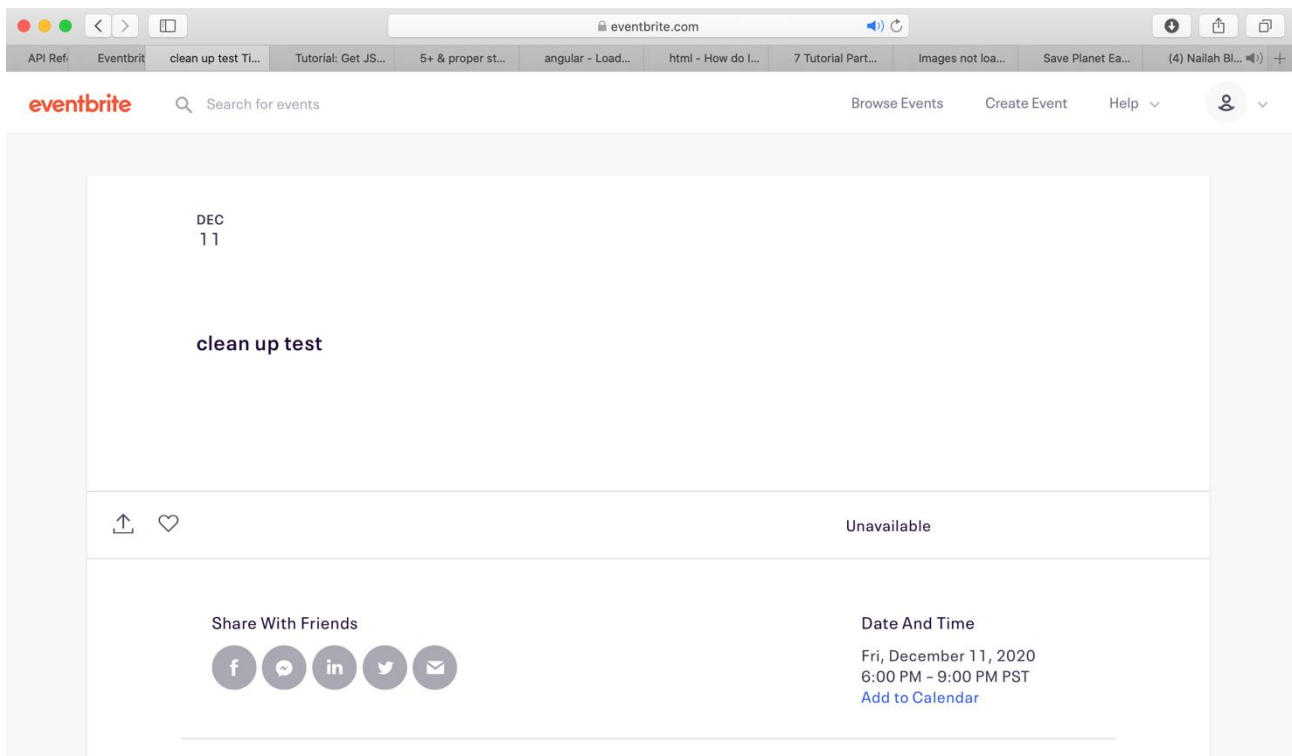 eventbrite.com
API Ref
Eventbrit
clean up test Ti...
Tutorial: Get JS...
5+ & proper st...
angular - Load...
html - How do I...
7 Tutorial Part...
Images not loa...
Save Planet Ea...
(4) Nailah Bl...
eventbrite
Search for events
Browse Events
Create Event
Help
DEC
11
clean up test
Unavailable
Share With Friends
Date And Time
Fri, December 11, 2020
6:00 PM – 9:00 PM PST
Add to Calendar